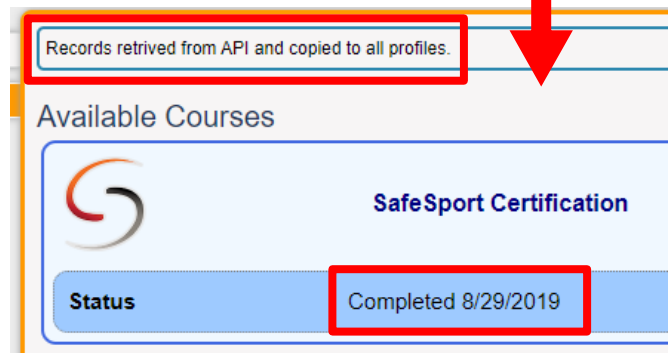 Records retrived from API and copied to all profiles.
Available Courses
SafeSport Certification
Status Completed 8/29/2019